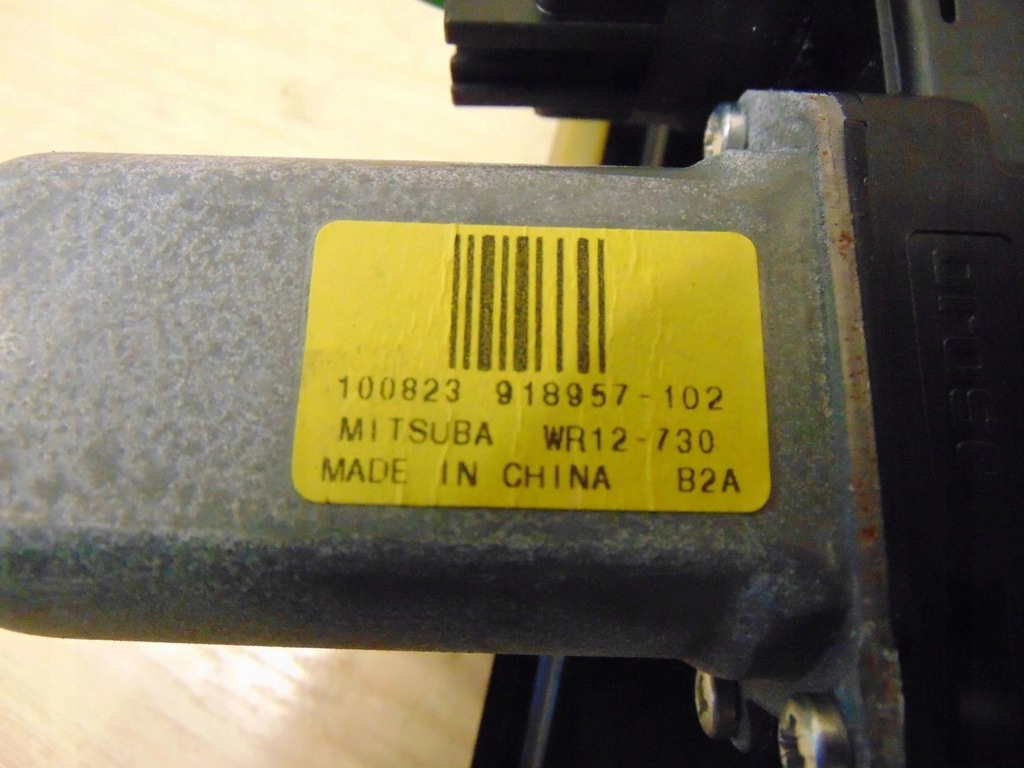 100823 918957-102
MITSUBA WR12-730
MADE IN CHINA B2A